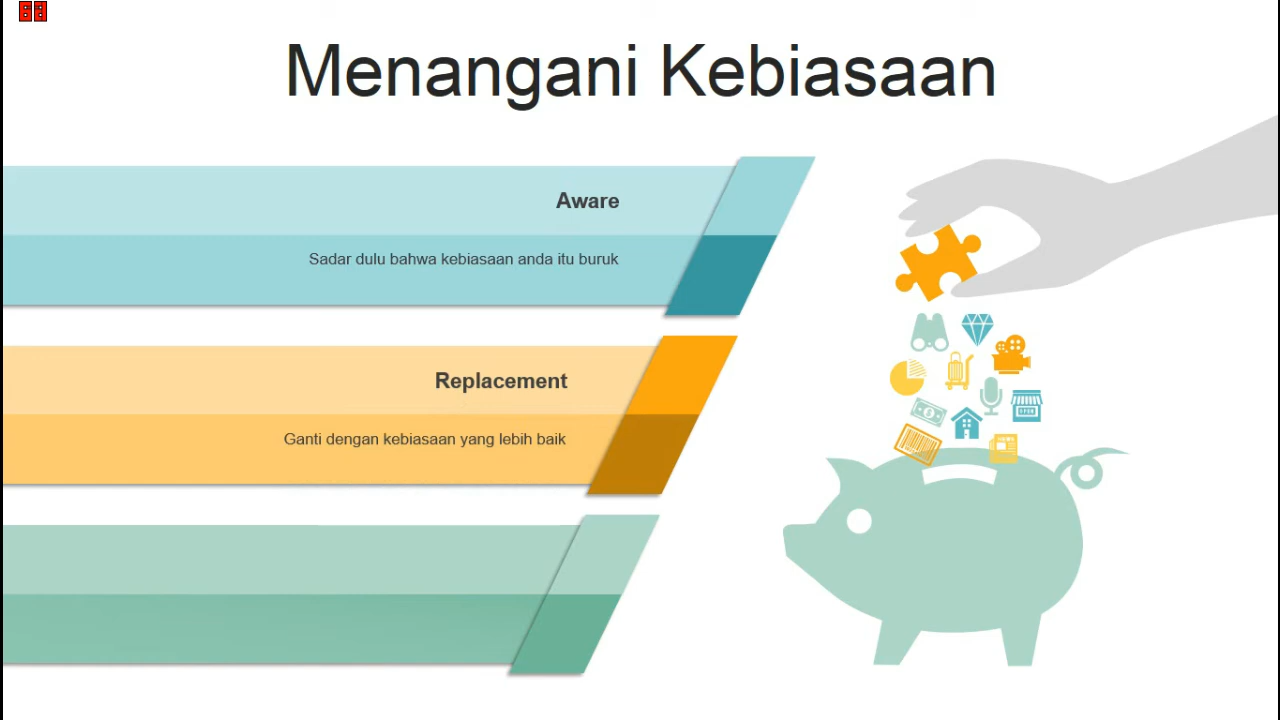 Menangani Kebiasaan
Aware
Sadar dulu bahwa kebiasaan anda itu buruk
Replacement
Ganti dengan kebiasaan yang lebih baik